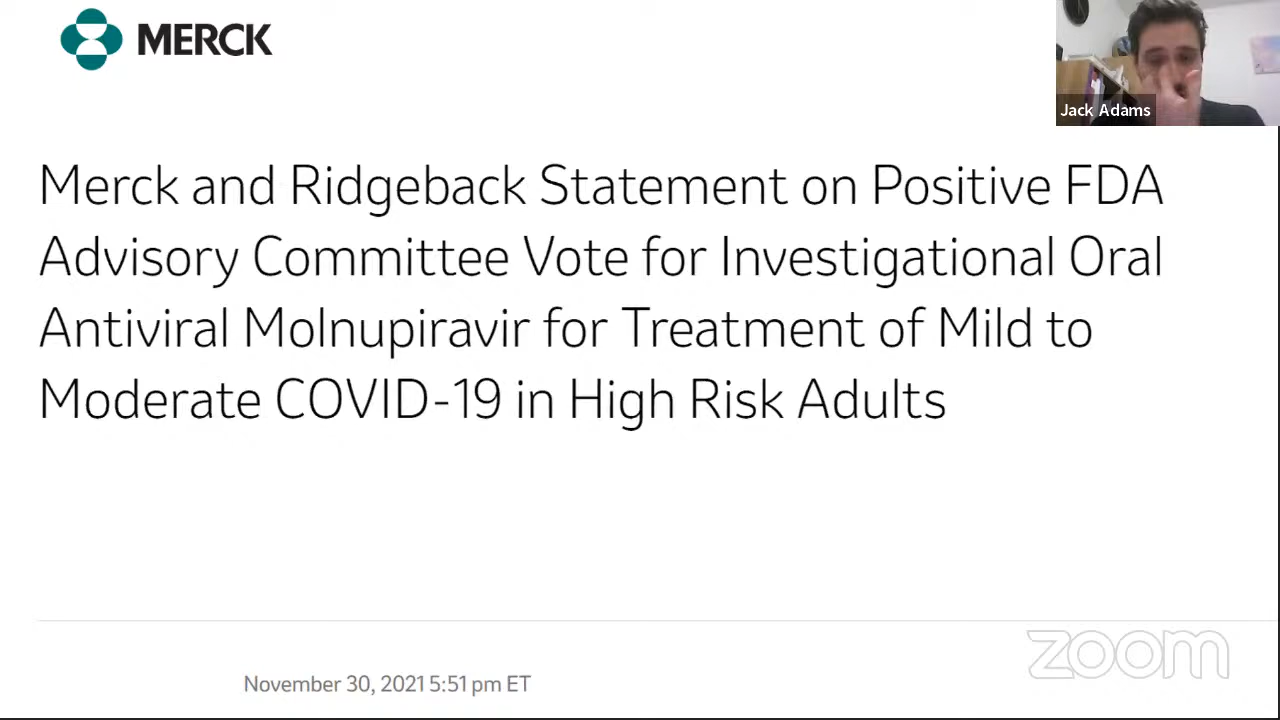 MERCK
Jack Adams
Merck and Ridgeback Statement on Positive FDA
Advisory Committee Vote for Investigational Oral
Antiviral Molnupiravir for Treatment of Mild to
Moderate COVID-19 in High Risk Adults
zoom
November 30, 2021 5:51 pm ET